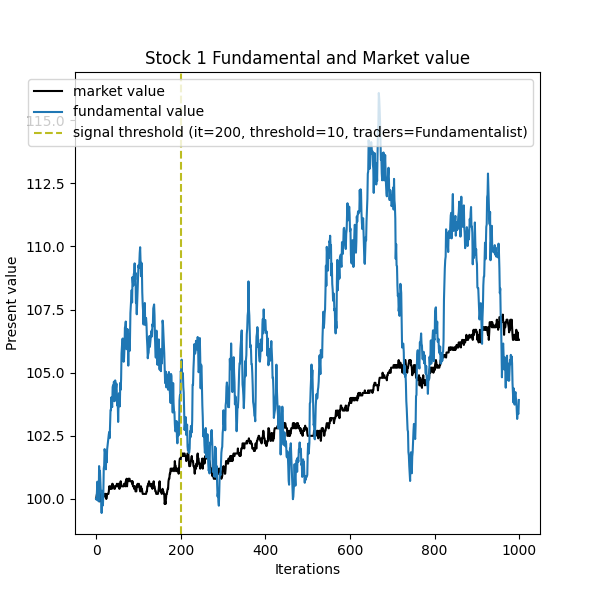 Stock 1 Fundamental and Market value
market value
fundamental value
signal threshold (it=200, threshold=10, traders=Fundamentalist)
115.0
112.5
110.0
107.5
105.0
102.5
100.0
Present value
0 200 400 600 800 1000
Iterations